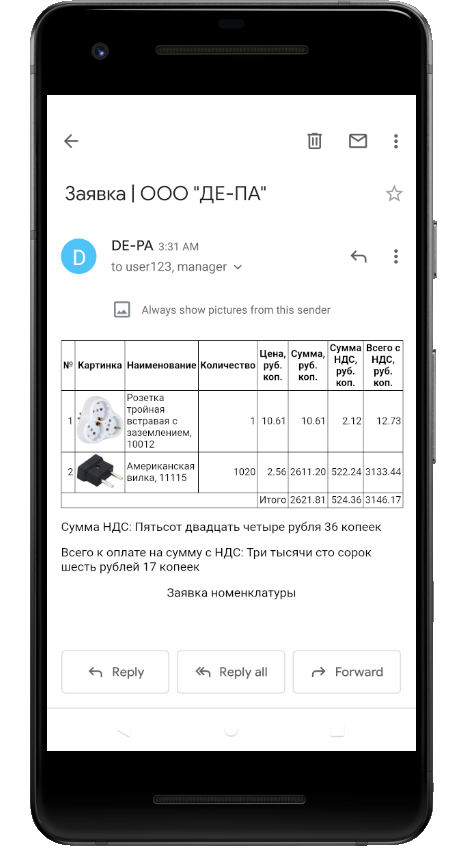 Заявка | ООО "ДЕ-ПА"
D
DE-PA 3:31 AM
to user123, manager
Always show pictures from this sender
№ Картинка Наименование Количество Цена, руб. коп. Сумма, руб. коп. Сумма НДС, руб. коп. Всего с НДС, руб. коп.
1 Розетка тройная встравая с заземлением, 10012 1 10.61 10.61 2.12 12.73
2 Американская вилка, 11115 1020 2.56 2611.20 522.24 3133.44
Итого 2621.81 524.36 3146.17
Сумма НДС: Пятьсот двадцать четыре рубля 36 копеек
Всего к оплате на сумму с НДС: Три тысячи сто сорок
шесть рублей 17 копеек
Заявка номенклатуры
Reply
Reply all
Forward